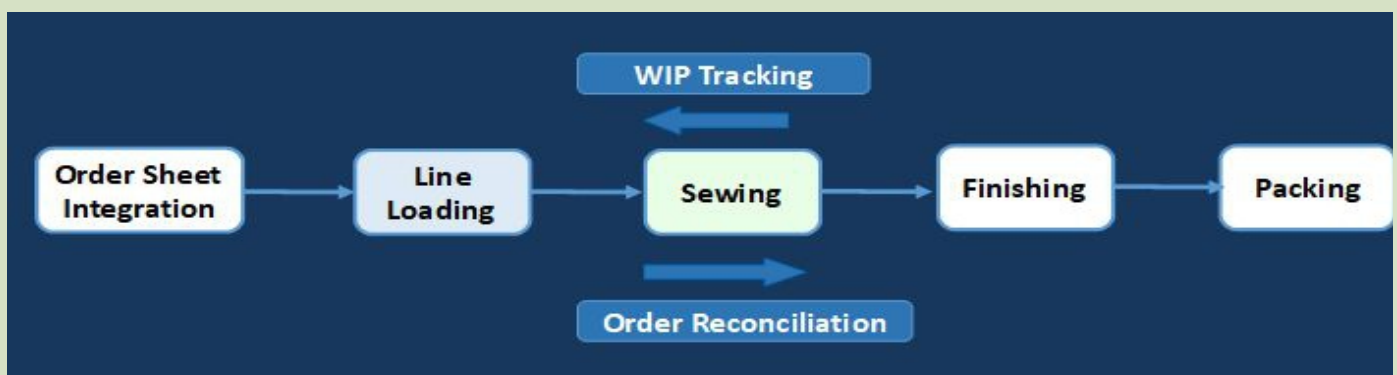 WIP Tracking
Order Sheet
Integration
Line
Loading
Sewing
Finishing
Packing
Order Reconciliation